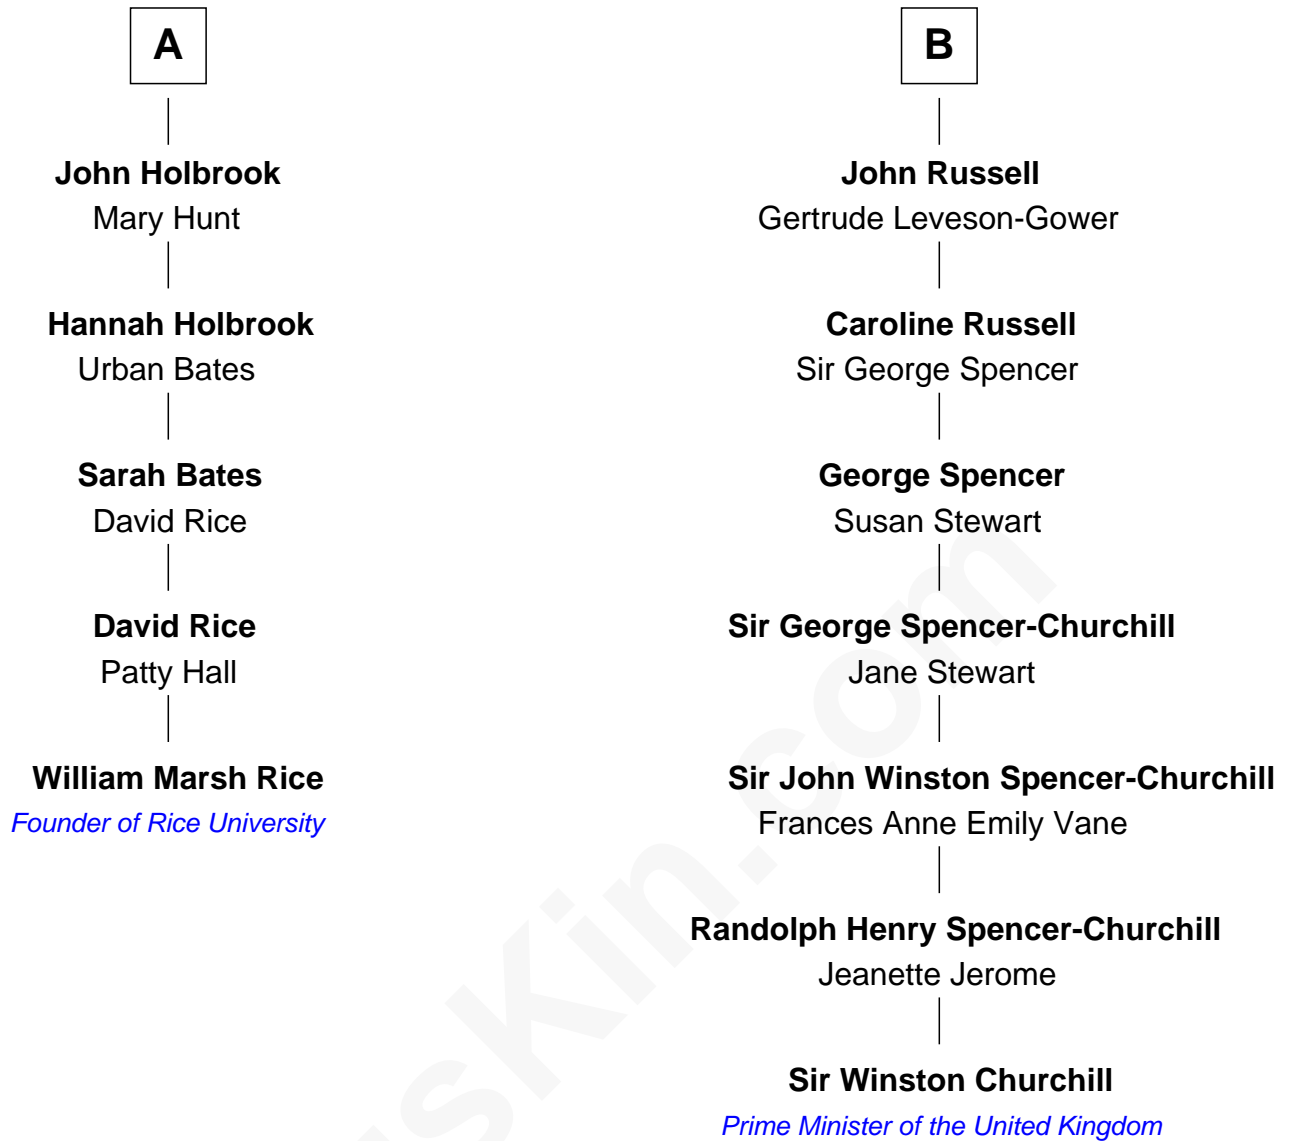 A
John Holbrook
Mary Hunt
Hannah Holbrook
Urban Bates
Sarah Bates
David Rice
David Rice
Patty Hall
William Marsh Rice
Founder of Rice University
B
John Russell
Gertrude Leveson-Gower
Caroline Russell
Sir George Spencer
George Spencer
Susan Stewart
Sir George Spencer-Churchill
Jane Stewart
Sir John Winston Spencer-Churchill
Frances Anne Emily Vane
Randolph Henry Spencer-Churchill
Jeanette Jerome
Sir Winston Churchill
Prime Minister of the United Kingdom